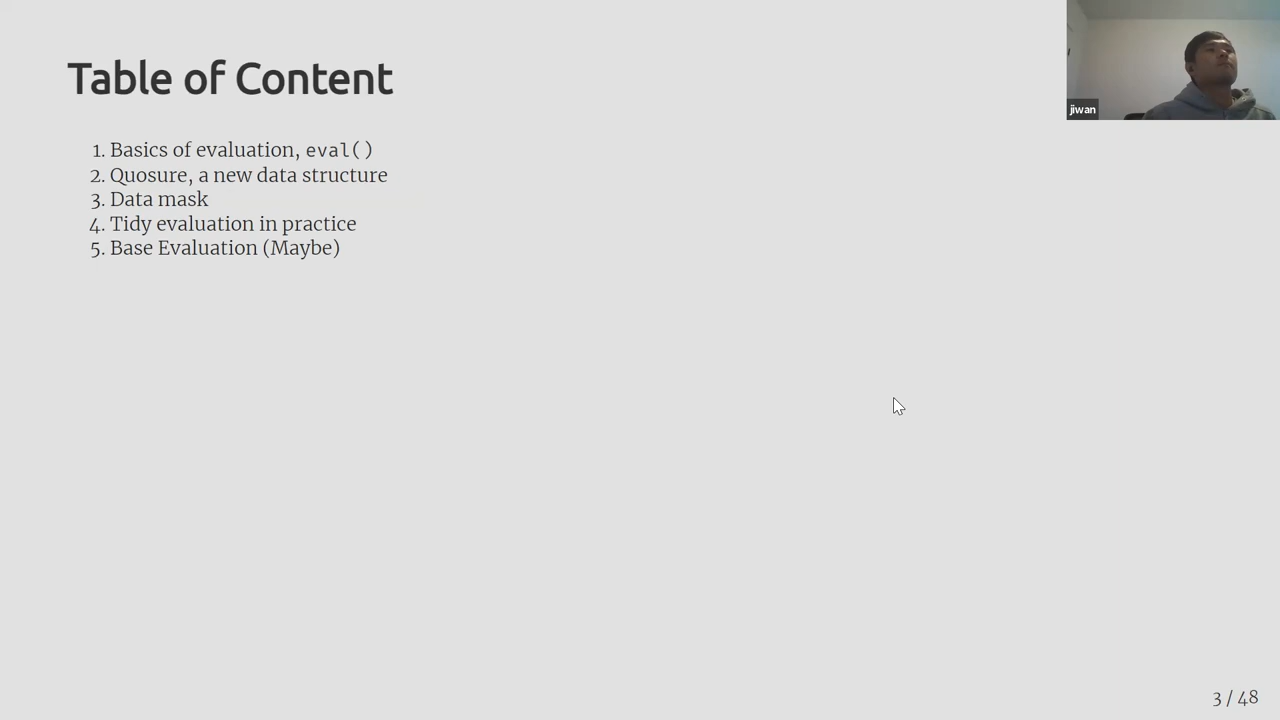 Table of Content
jiwan
1. Basics of evaluation, eval()
2. Quosure, a new data structure
3. Data mask
4. Tidy evaluation in practice
5. Base Evaluation (Maybe)
3 / 48